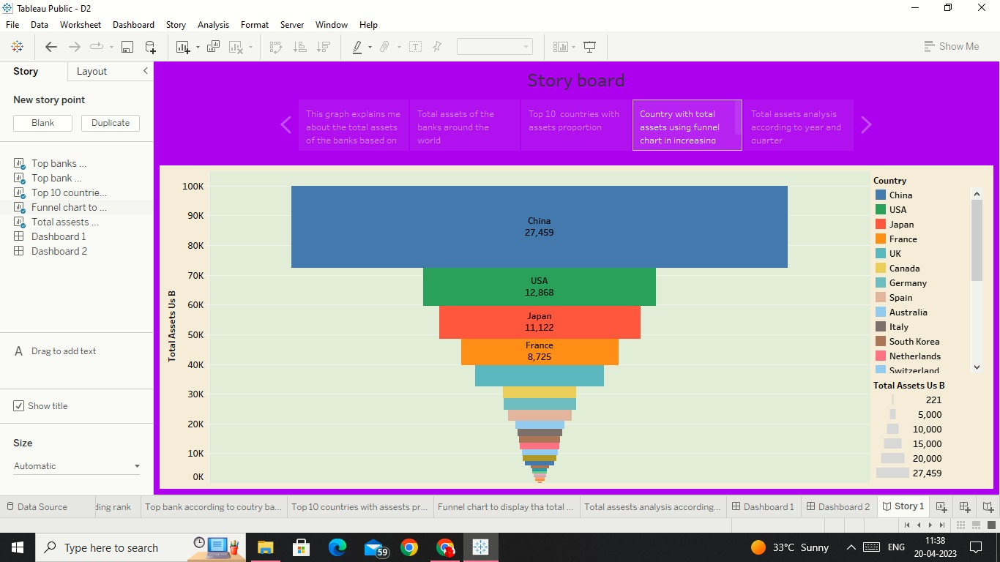 Tableau Public - D2
File Data Worksheet Dashboard Story Analysis Format Server Window Help
Show Me
Story Layout
New story point
Blank Duplicate
Top banks ...
Top bank ...
Top 10 countrie...
Funnel chart to ...
Total assests ...
Dashboard 1
Dashboard 2
A Drag to add text
Show title
Size
Automatic
Story board
This graph explains me
about the total assets
of the banks based on
Total assets of the
banks around the
world
Top 10 countries with
assets proportion
Country with total
assets using funnel
chart in increasing
Total assets analysis
according to year and
quarter
Total Assets Us B
100K
90K
80K
70K
60K
50K
40K
30K
20K
10K
0K
China
27,459
USA
12,868
Japan
11,122
France
8,725
Country
China
USA
Japan
France
UK
Canada
Germany
Spain
Australia
Italy
South Korea
Netherlands
Switzerland
Total Assets Us B
221
5,000
10,000
15,000
20,000
27,459
Data Source ding rank Top bank according to coutry ba... Top 10 countries with assests pr... Funnel chart to display tha total ... Total assests analysis according... Dashboard 1 Dashboard 2 Story 1
Type here to search 59 33°C Sunny ENG 11:38
20-04-2023